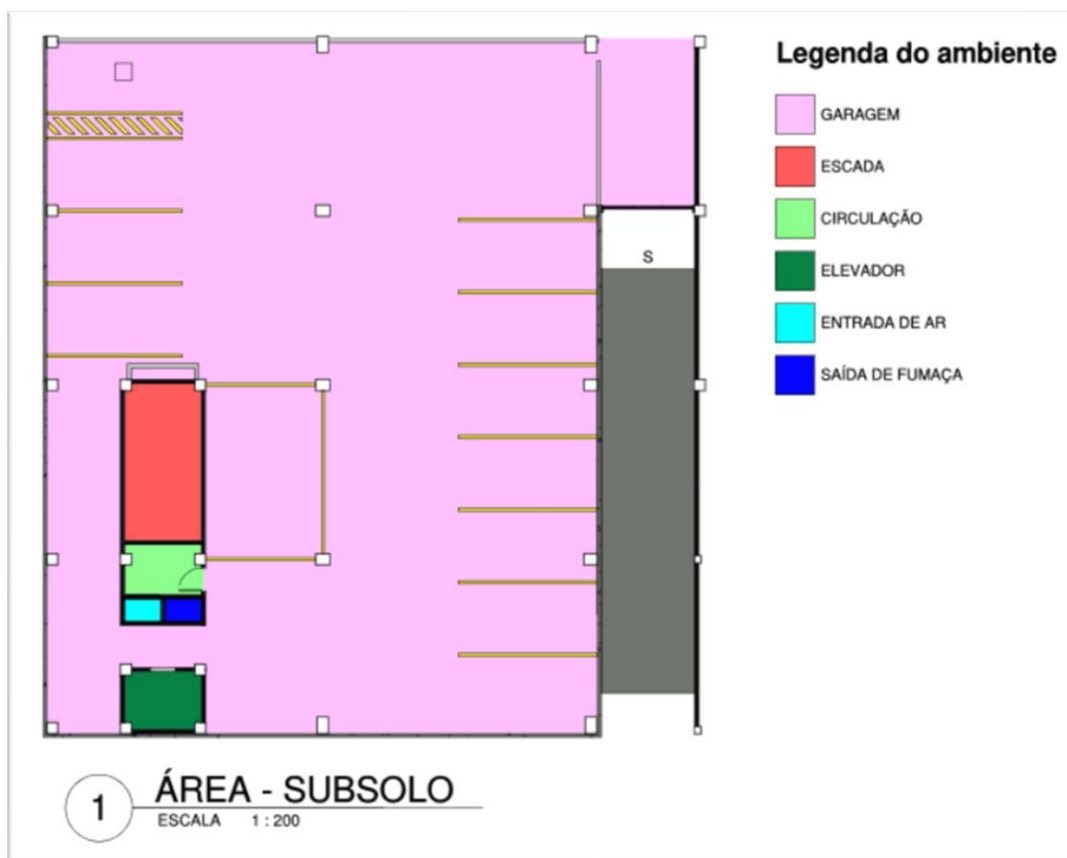 Legenda do ambiente
GARAGEM
ESCADA
CIRCULAÇÃO
ELEVADOR
ENTRADA DE AR
SAÍDA DE FUMAÇA
S
1
ÁREA - SUBSOLO
ESCALA 1 : 200